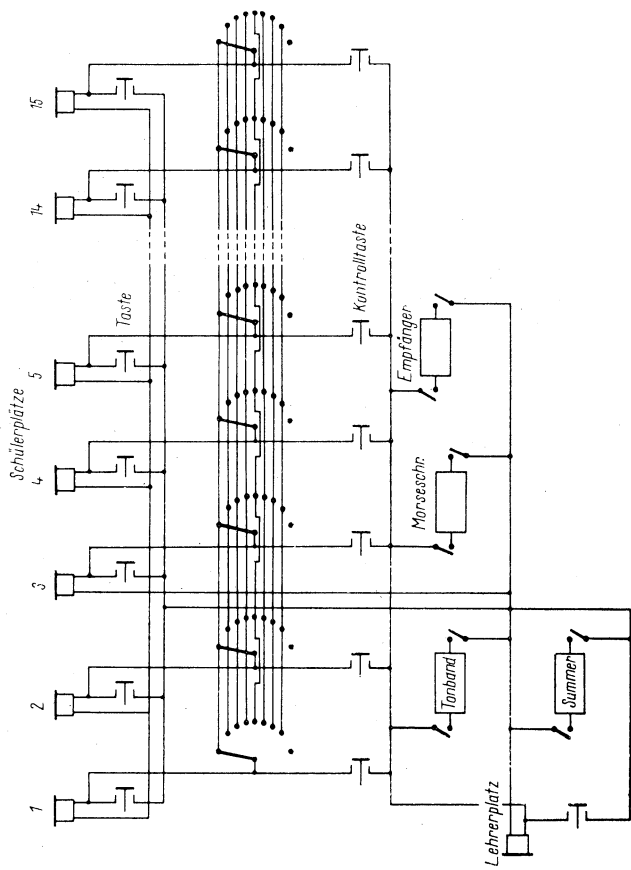 Schülerplätze
1
2
3
4
5
14
15
Taste
Kontrolltaste
Tonband
Morseschr.
Empfänger
Summer
Lehrerplatz